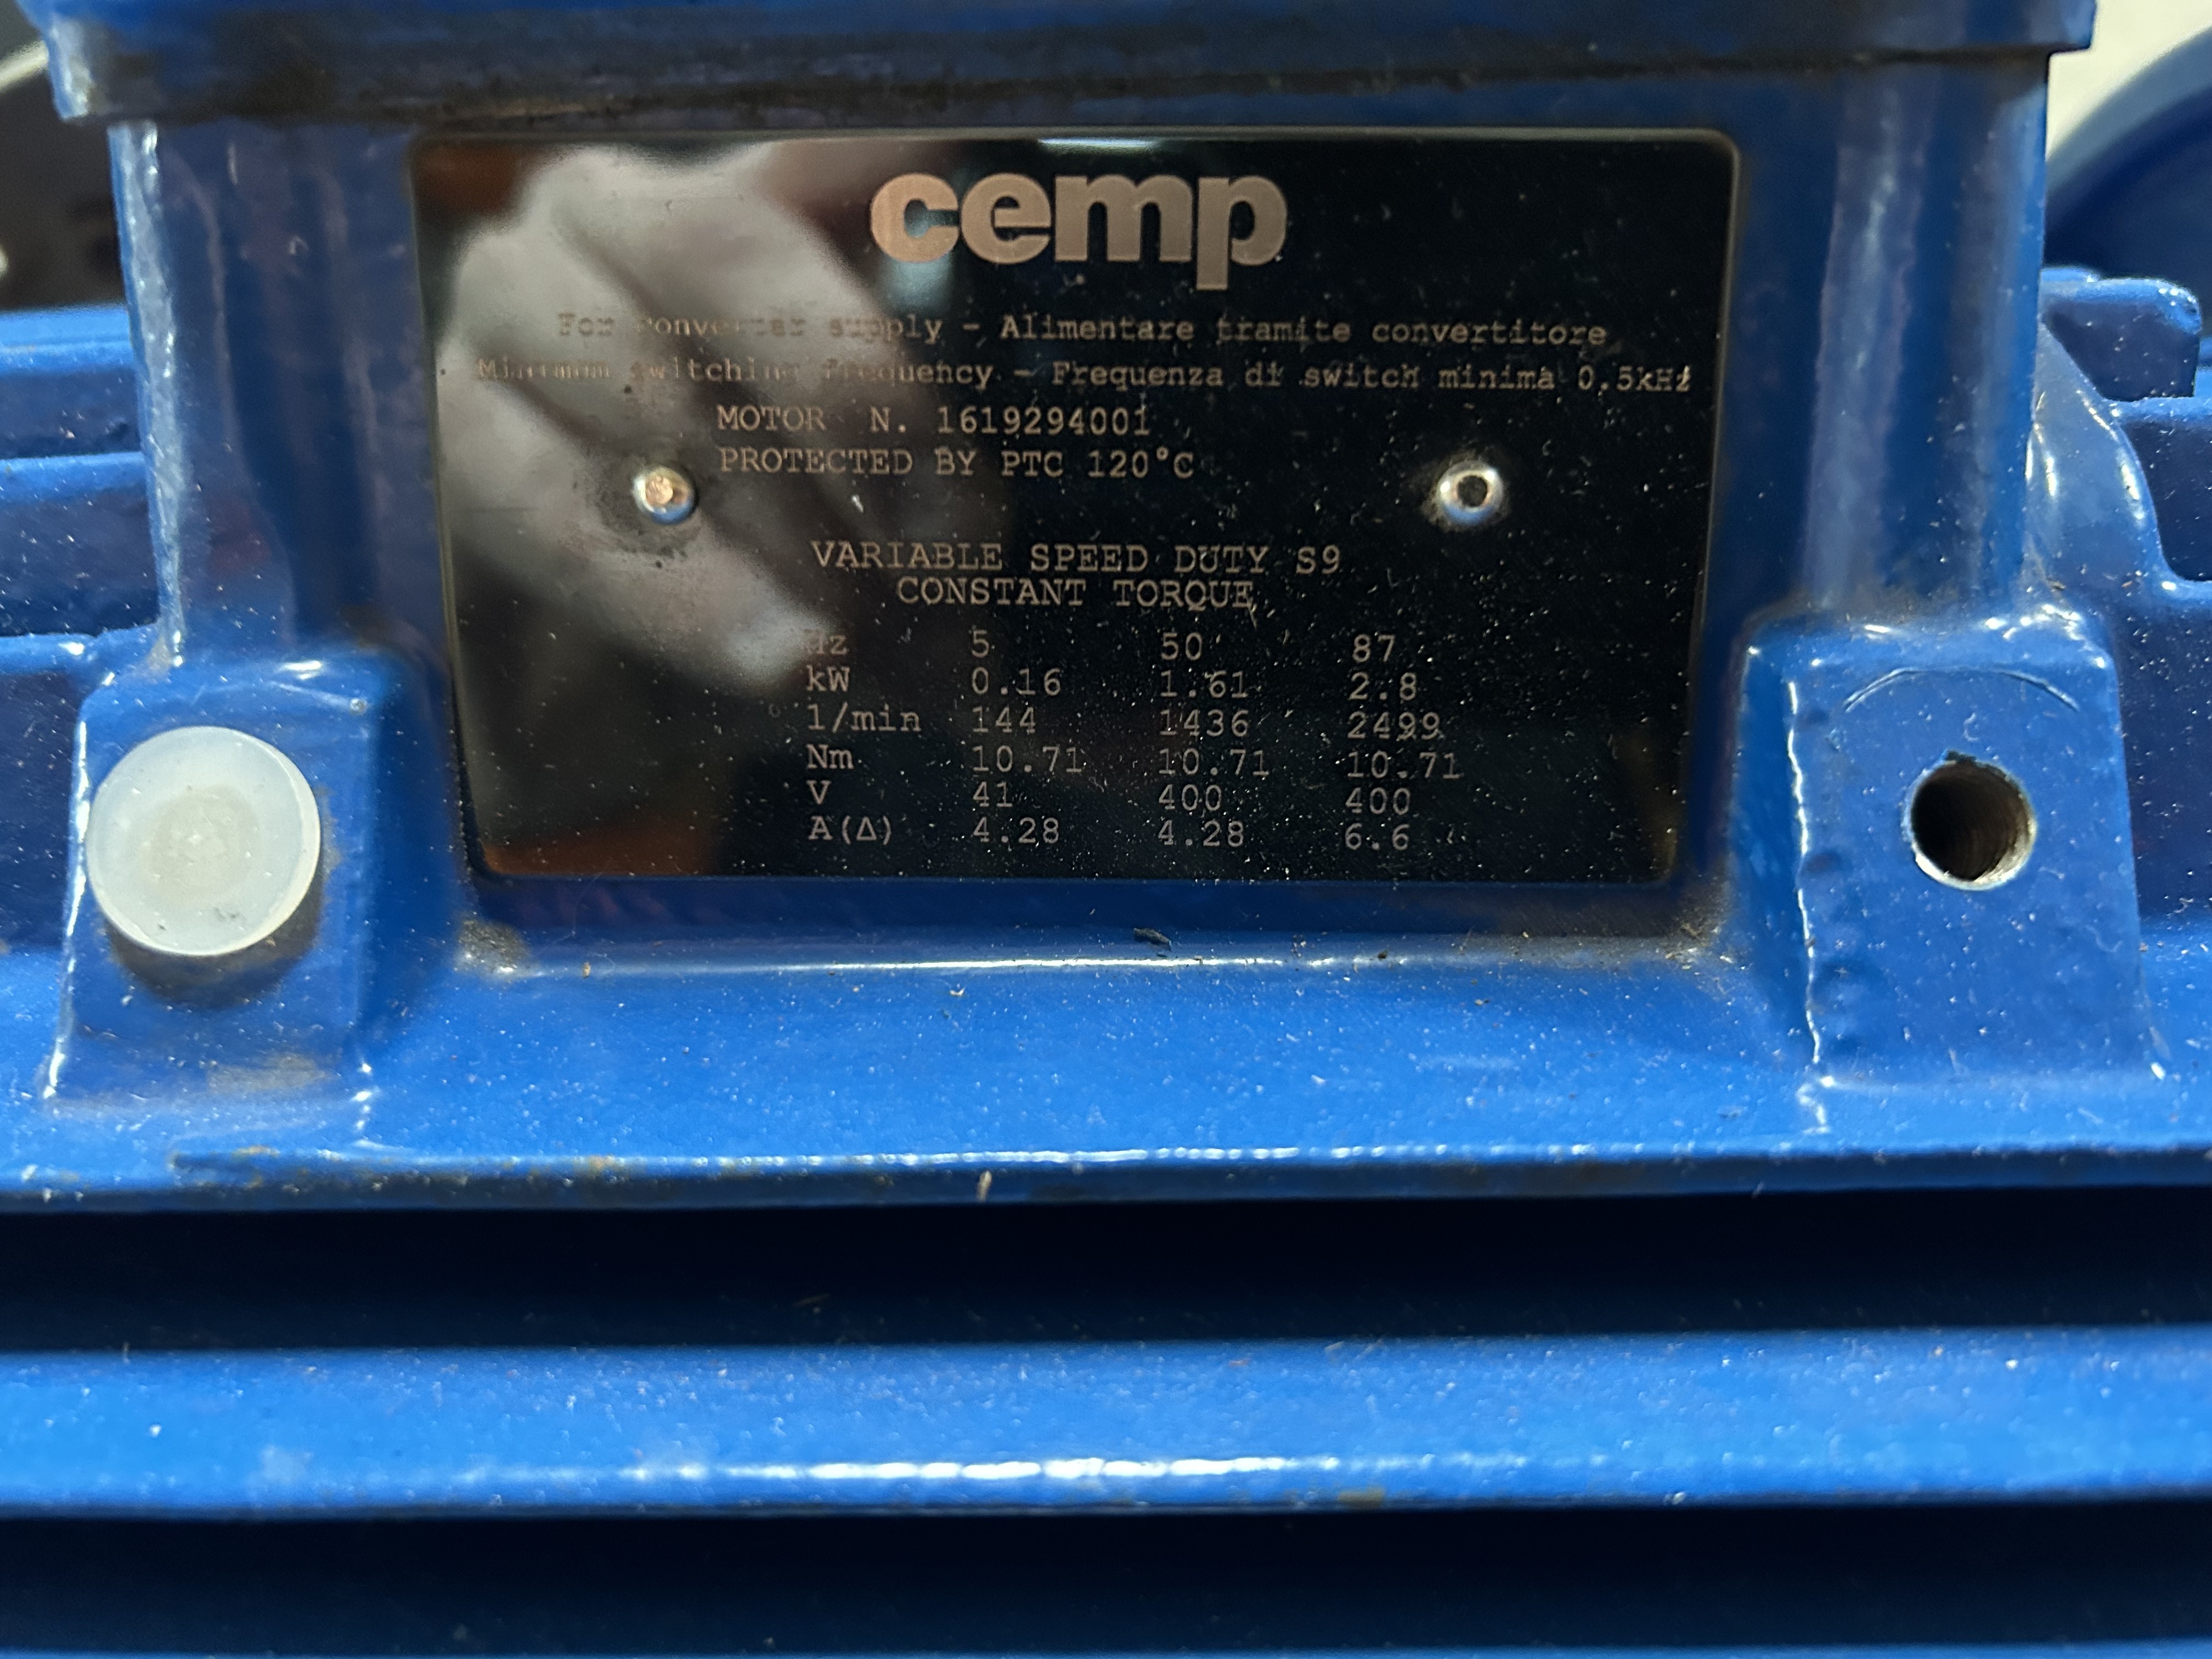 cemp
For converter supply - Alimentare tramite convertitore
Minimum switching frequency - Frequenza di switch minima 0.5kHz
MOTOR N. 1619294001
PROTECTED BY PTC 120°C
VARIABLE SPEED DUTY S9
CONSTANT TORQUE
Hz 5 50 87
kW 0.16 1.61 2.8
1/min 144 1436 2499
Nm 10.71 10.71 10.71
V 41 400 400
A(Δ) 4.28 4.28 6.6